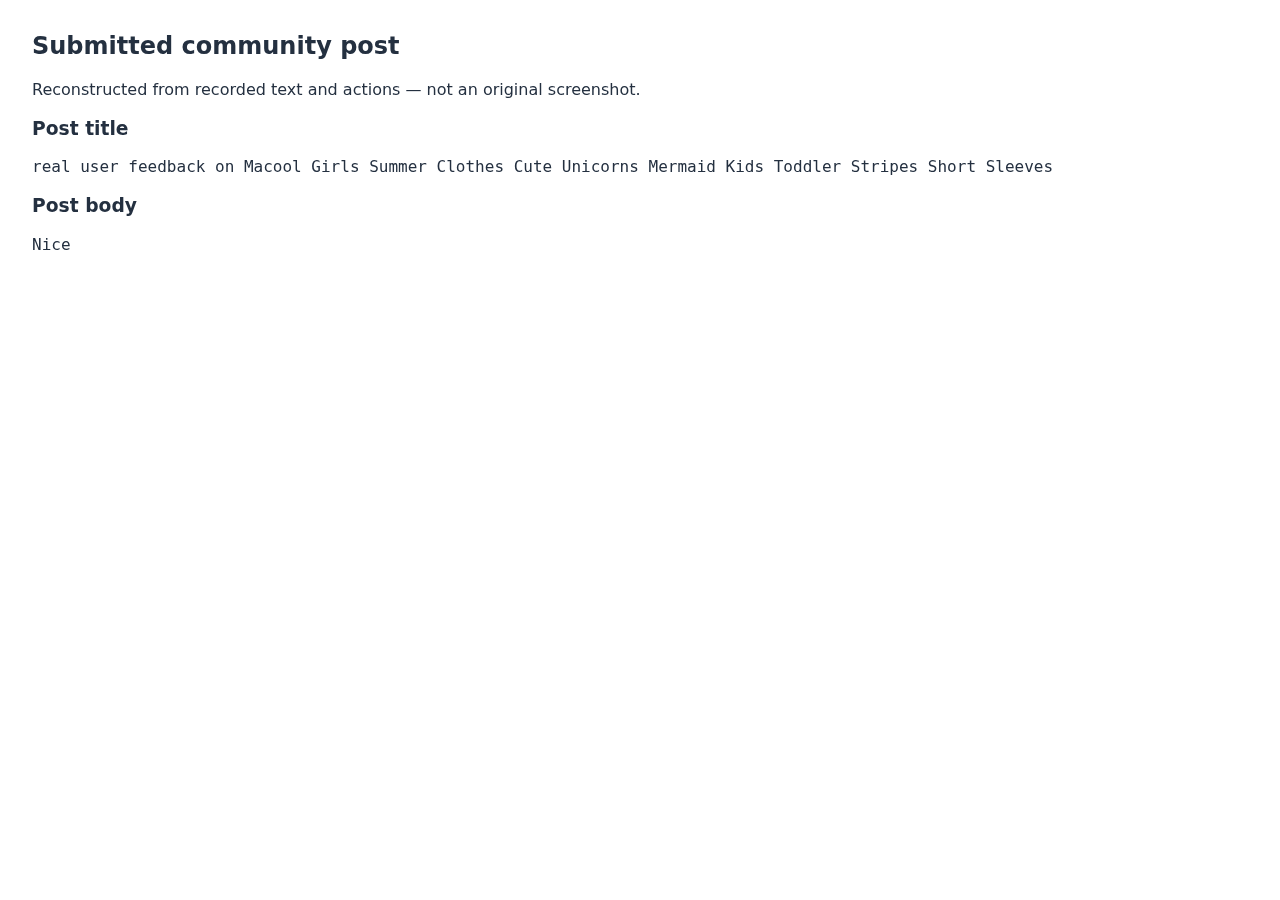 Submitted community post
Reconstructed from recorded text and actions — not an original screenshot.
Post title
real user feedback on Macool Girls Summer Clothes Cute Unicorns Mermaid Kids Toddler Stripes Short Sleeves
Post body
Nice